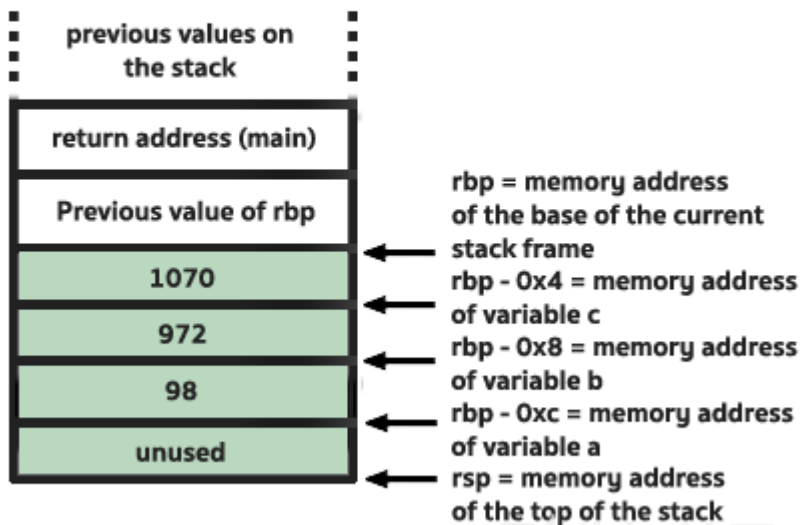 previous values on
the stack
return address (main)
Previous value of rbp
1070
972
98
unused
rbp = memory address
of the base of the current
stack frame
rbp - 0x4 = memory address
of variable c
rbp - 0x8 = memory address
of variable b
rbp - 0xc = memory address
of variable a
rsp = memory address
of the top of the stack